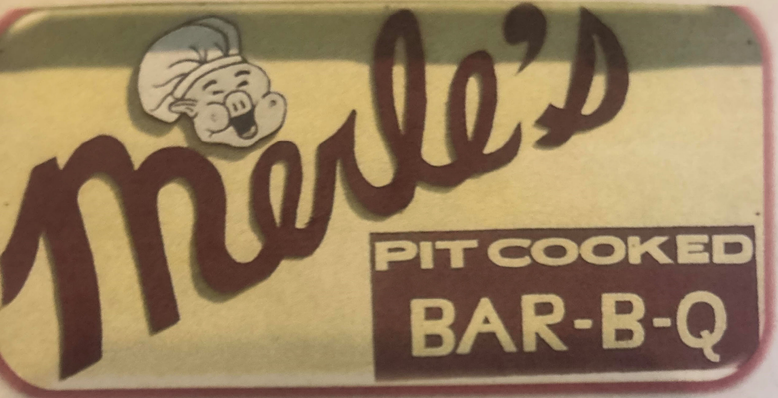 Merle's
PIT COOKED
BAR-B-Q